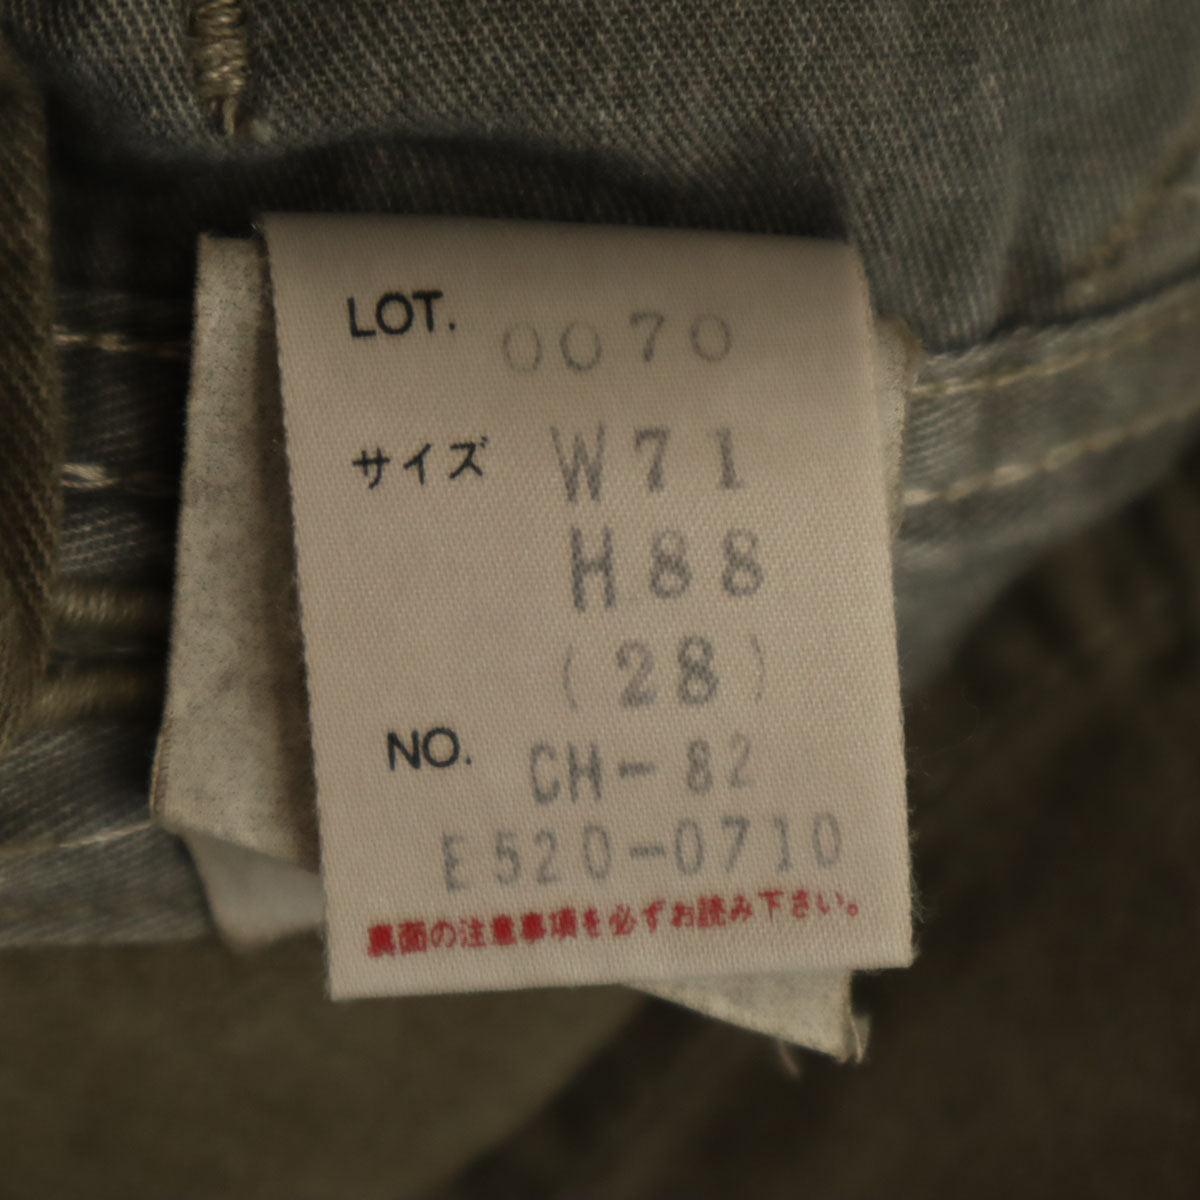 LOT. 0070
サイズ W71
H88
(28)
NO. CH-82
E520-0710
裏面の注意事項を必ずお読み下さい。